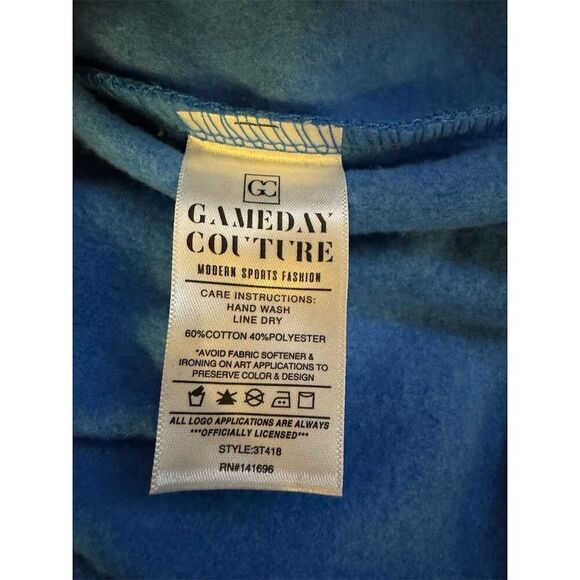 GC
GAMEDAY
COUTURE
MODERN SPORTS FASHION
CARE INSTRUCTIONS:
HAND WASH
LINE DRY
60%COTTON 40%POLYESTER
*AVOID FABRIC SOFTENER &
IRONING ON ART APPLICATIONS TO
PRESERVE COLOR & DESIGN
ALL LOGO APPLICATIONS ARE ALWAYS
***OFFICIALLY LICENSED***
STYLE:3T418
RN#141696